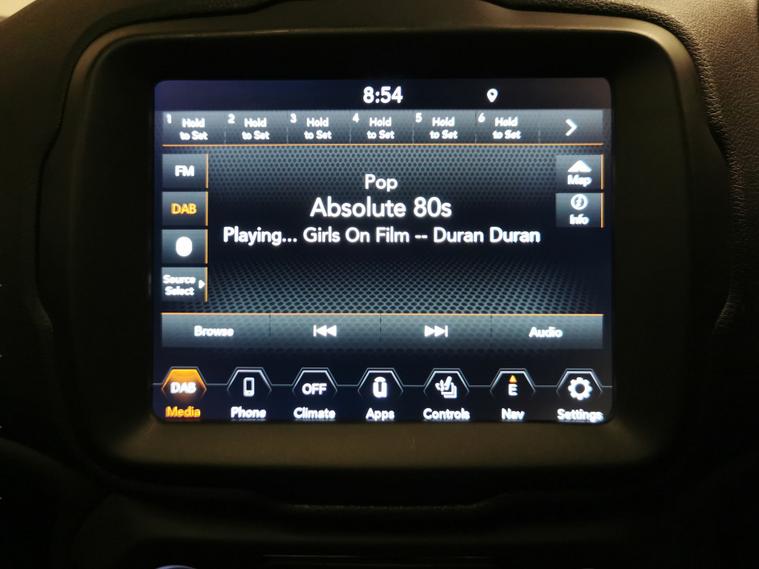 8:54
1 Hold to Set
2 Hold to Set
3 Hold to Set
4 Hold to Set
5 Hold to Set
6 Hold to Set
FM
DAB
Source
Select
Pop
Absolute 80s
Playing... Girls On Film -- Duran Duran
Map
Info
Browse
Audio
DAB
OFF
E
Media
Phone
Climate
Apps
Controls
Nav
Settings